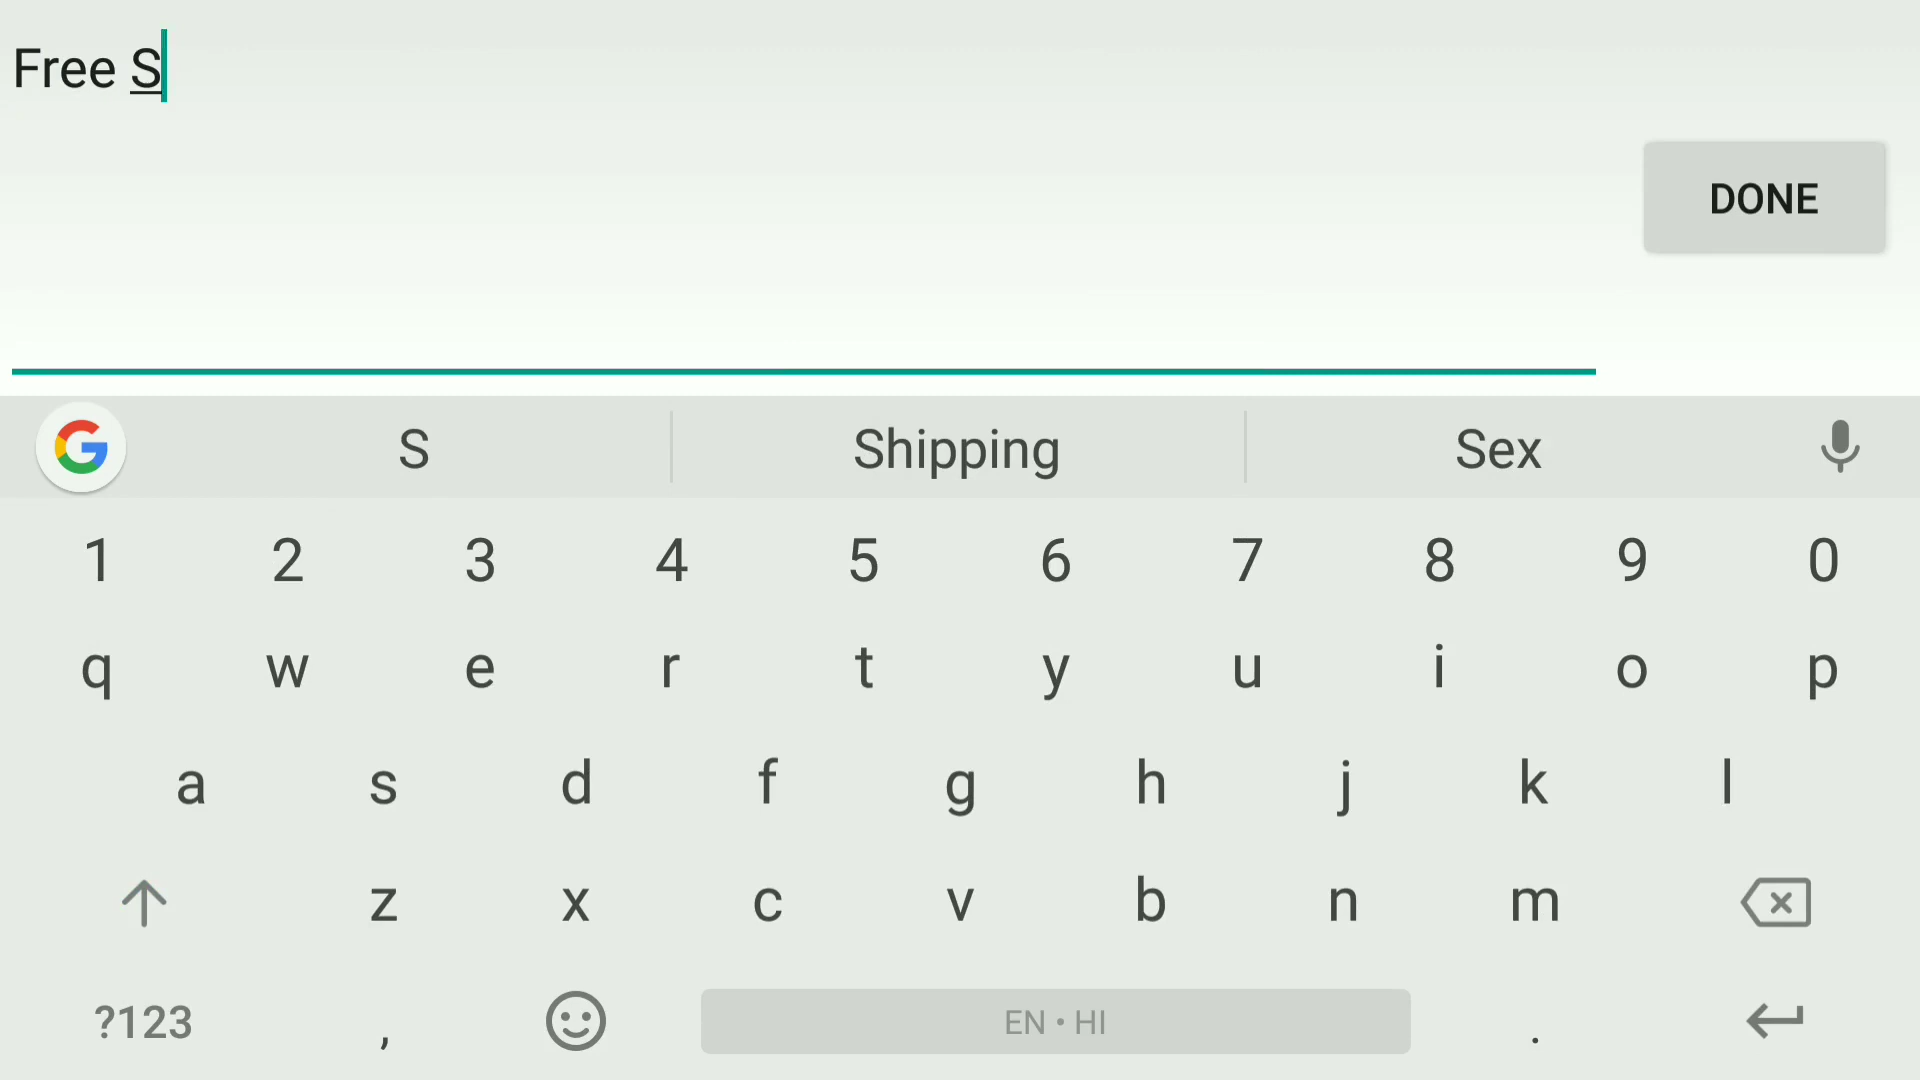 Free S
DONE
S Shipping Sex
1 2 3 4 5 6 7 8 9 0
q w e r t y u i o p
a s d f g h j k l
z x c v b n m
?123 , EN • HI .